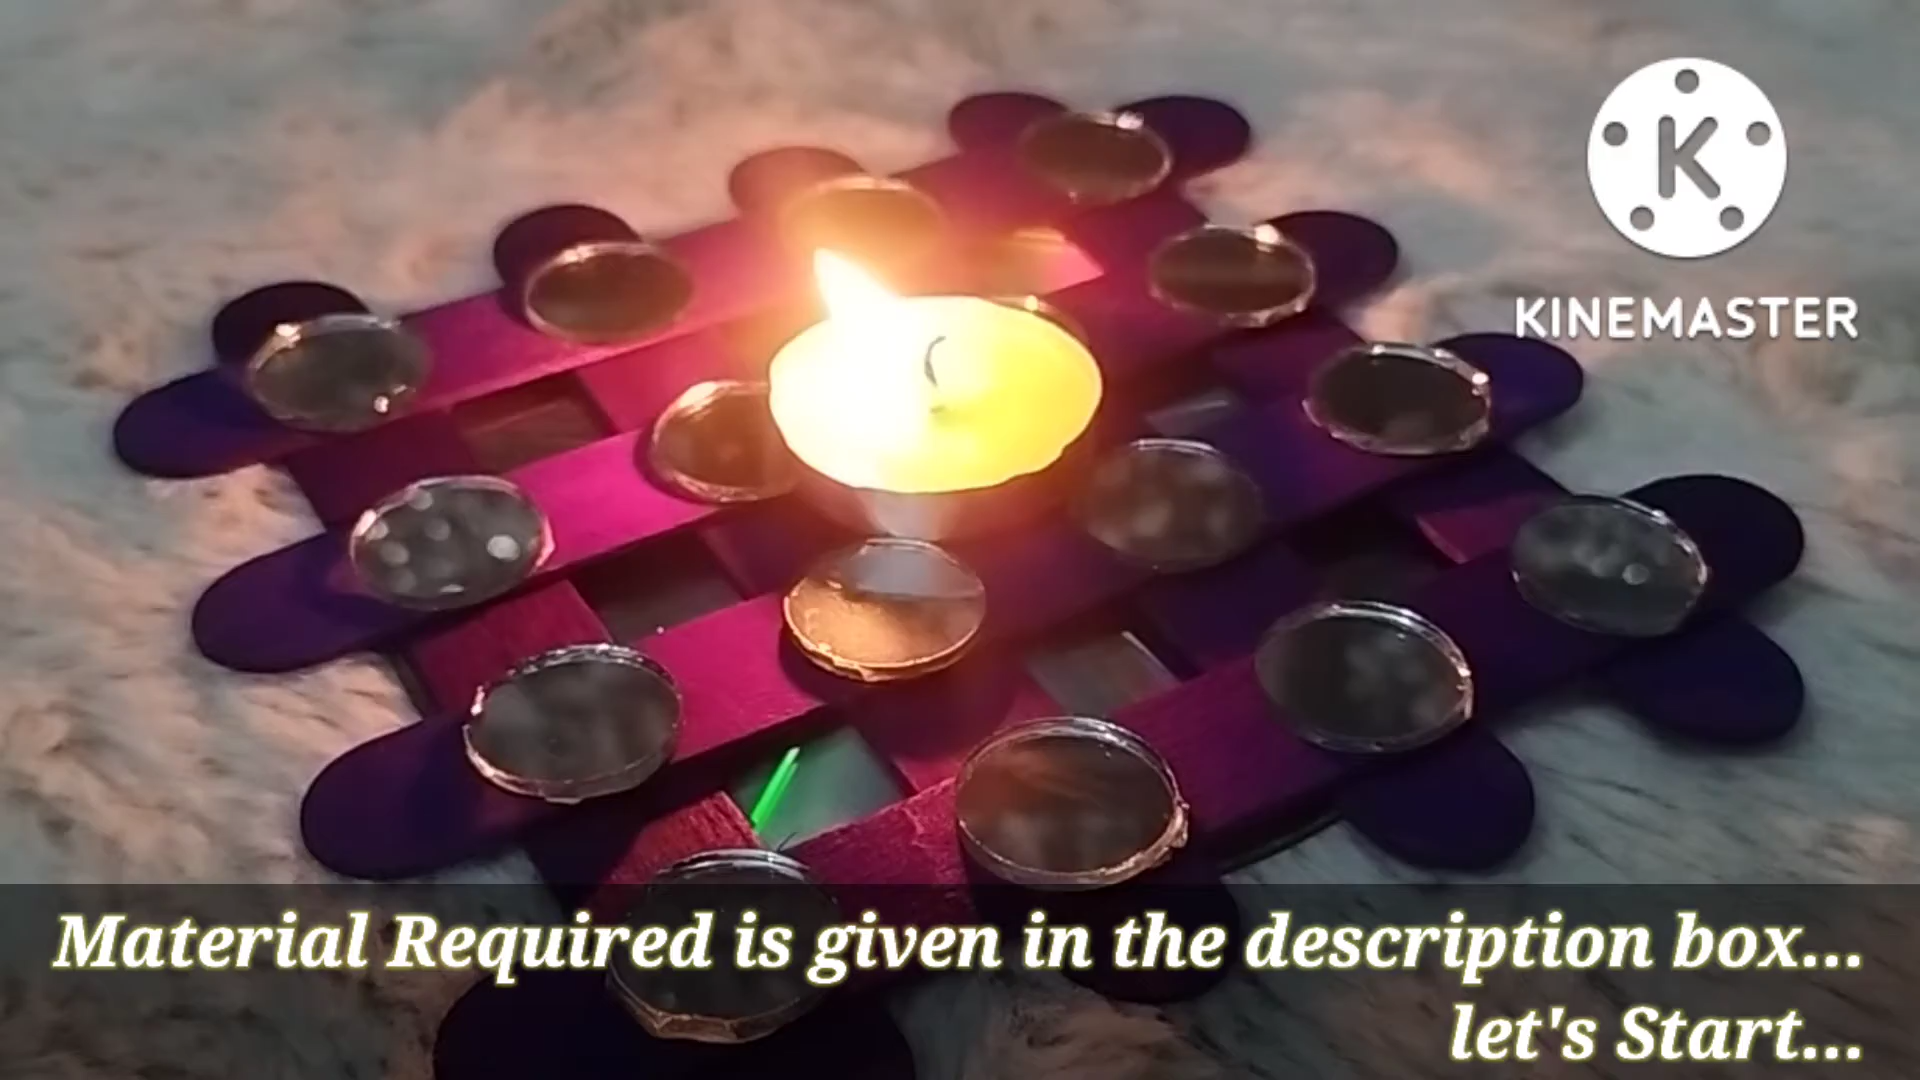 K
KINEMASTER
Material Required is given in the description box...
let's Start...